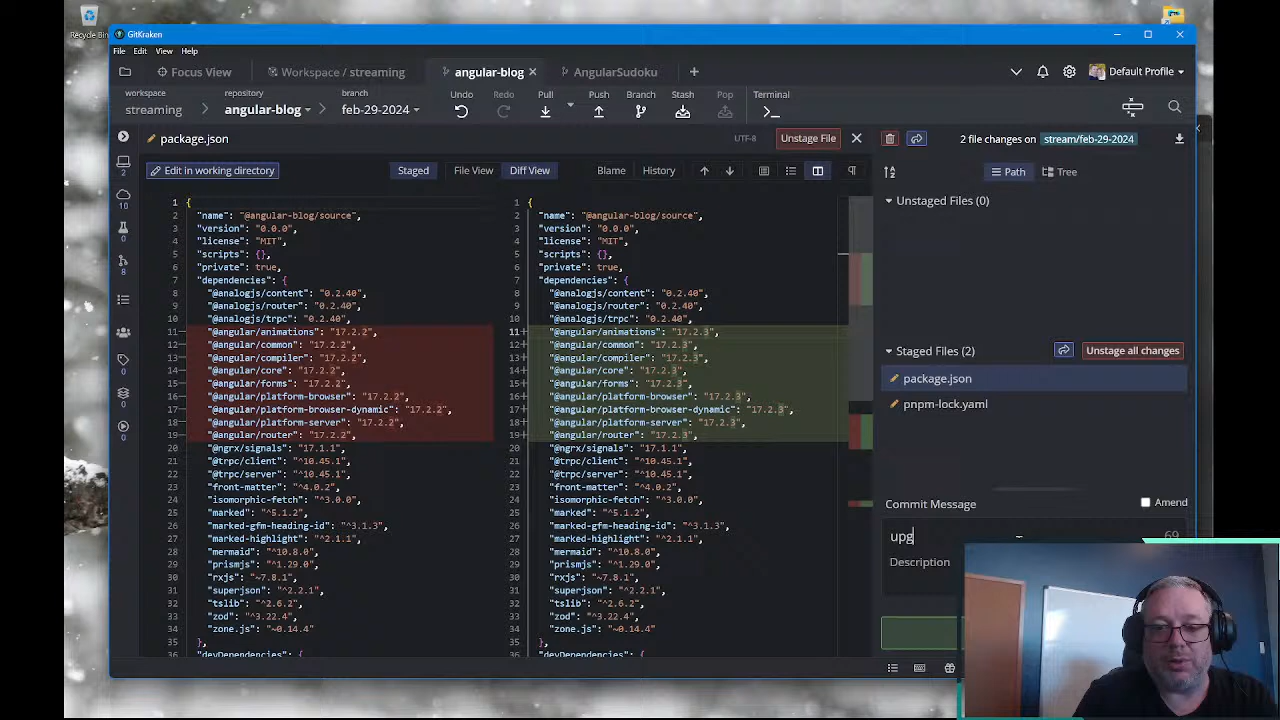 Recycle Bin
GitKraken
File Edit View Help
Focus View
Workspace / streaming
angular-blog
AngularSudoku
Default Profile
workspace
streaming
repository
angular-blog
branch
feb-29-2024
Undo
Redo
Pull
Push
Branch
Stash
Pop
Terminal
package.json
UTF-8
Unstage File
2 file changes on stream/feb-29-2024
Edit in working directory
Staged
File View
Diff View
Blame
History
Path
Tree
2
10
0
8
0
0
0
1 {
2 "name": "@angular-blog/source",
3 "version": "0.0.0",
4 "license": "MIT",
5 "scripts": {},
6 "private": true,
7 "dependencies": {
8 "@analogjs/content": "0.2.40",
9 "@analogjs/router": "0.2.40",
10 "@analogjs/trpc": "0.2.40",
11 "@angular/animations": "17.2.2",
12 "@angular/common": "17.2.2",
13 "@angular/compiler": "17.2.2",
14 "@angular/core": "17.2.2",
15 "@angular/forms": "17.2.2",
16 "@angular/platform-browser": "17.2.2",
17 "@angular/platform-browser-dynamic": "17.2.2",
18 "@angular/platform-server": "17.2.2",
19 "@angular/router": "17.2.2",
20 "@ngrx/signals": "17.1.1",
21 "@trpc/client": "^10.45.1",
22 "@trpc/server": "^10.45.1",
23 "front-matter": "^4.0.2",
24 "isomorphic-fetch": "^3.0.0",
25 "marked": "^5.1.2",
26 "marked-gfm-heading-id": "^3.1.3",
27 "marked-highlight": "^2.1.1",
28 "mermaid": "^10.8.0",
29 "prismjs": "^1.29.0",
30 "rxjs": "~7.8.1",
31 "superjson": "^2.2.1",
32 "tslib": "^2.6.2",
33 "zod": "^3.22.4",
34 "zone.js": "~0.14.4"
35 },
36 "devDependencies": {
1 {
2 "name": "@angular-blog/source",
3 "version": "0.0.0",
4 "license": "MIT",
5 "scripts": {},
6 "private": true,
7 "dependencies": {
8 "@analogjs/content": "0.2.40",
9 "@analogjs/router": "0.2.40",
10 "@analogjs/trpc": "0.2.40",
11 "@angular/animations": "17.2.3",
12 "@angular/common": "17.2.3",
13 "@angular/compiler": "17.2.3",
14 "@angular/core": "17.2.3",
15 "@angular/forms": "17.2.3",
16 "@angular/platform-browser": "17.2.3",
17 "@angular/platform-browser-dynamic": "17.2.3",
18 "@angular/platform-server": "17.2.3",
19 "@angular/router": "17.2.3",
20 "@ngrx/signals": "17.1.1",
21 "@trpc/client": "^10.45.1",
22 "@trpc/server": "^10.45.1",
23 "front-matter": "^4.0.2",
24 "isomorphic-fetch": "^3.0.0",
25 "marked": "^5.1.2",
26 "marked-gfm-heading-id": "^3.1.3",
27 "marked-highlight": "^2.1.1",
28 "mermaid": "^10.8.0",
29 "prismjs": "^1.29.0",
30 "rxjs": "~7.8.1",
31 "superjson": "^2.2.1",
32 "tslib": "^2.6.2",
33 "zod": "^3.22.4",
34 "zone.js": "~0.14.4"
35 },
36 "devDependencies": {
Unstaged Files (0)
Staged Files (2)
Unstage all changes
package.json
pnpm-lock.yaml
Commit Message
Amend
upg
69
Description